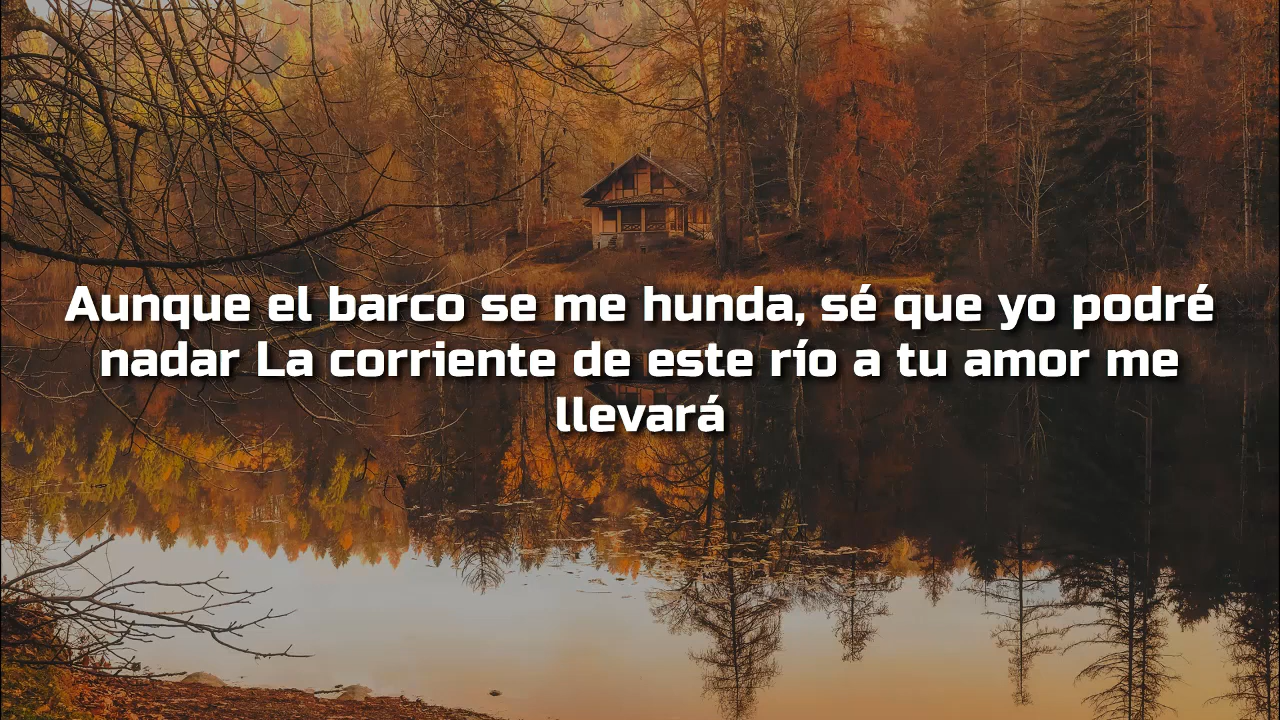 Aunque el barco se me hunda, sé que yo podré
nadar La corriente de este río a tu amor me
llevará